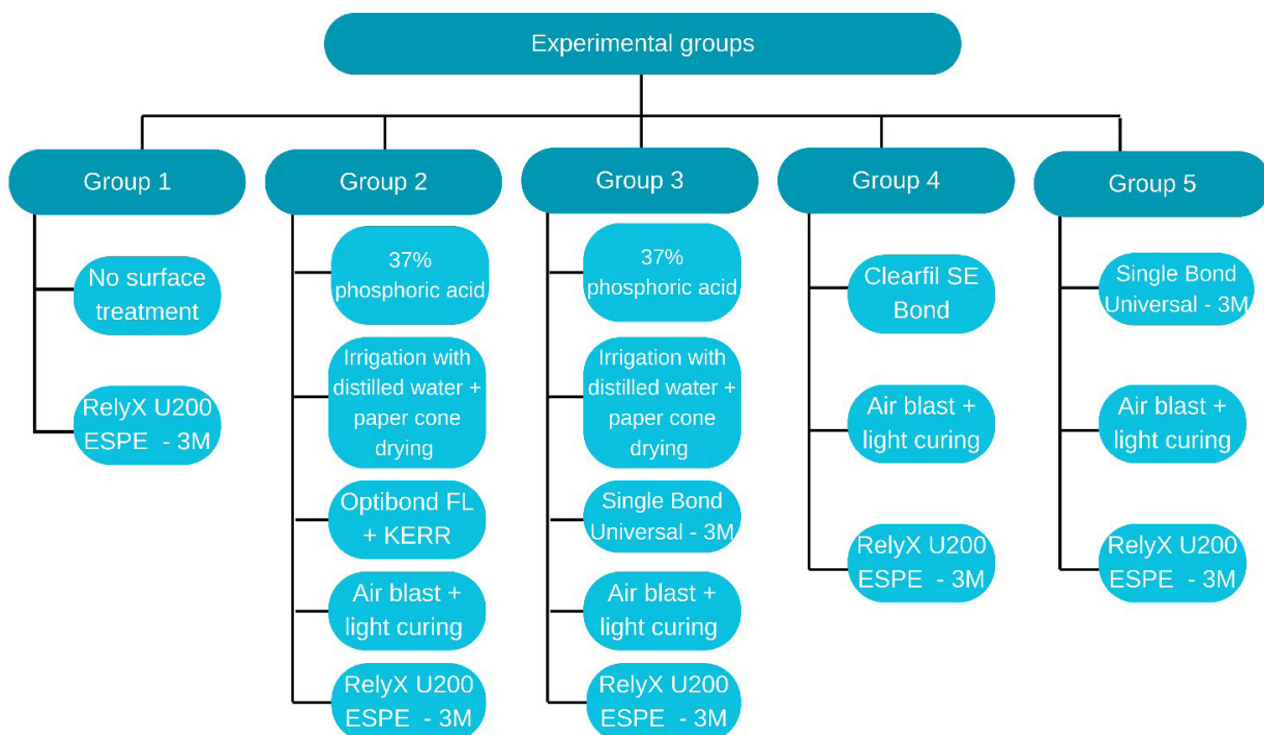 Experimental groups
Group 1
No surface
treatment
RelyX U200
ESPE - 3M
Group 2
37%
phosphoric acid
Irrigation with
distilled water +
paper cone
drying
Optibond FL
+ KERR
Air blast +
light curing
RelyX U200
ESPE - 3M
Group 3
37%
phosphoric acid
Irrigation with
distilled water +
paper cone
drying
Single Bond
Universal - 3M
Air blast +
light curing
RelyX U200
ESPE - 3M
Group 4
Clearfil SE
Bond
Air blast +
light curing
RelyX U200
ESPE - 3M
Group 5
Single Bond
Universal - 3M
Air blast +
light curing
RelyX U200
ESPE - 3M